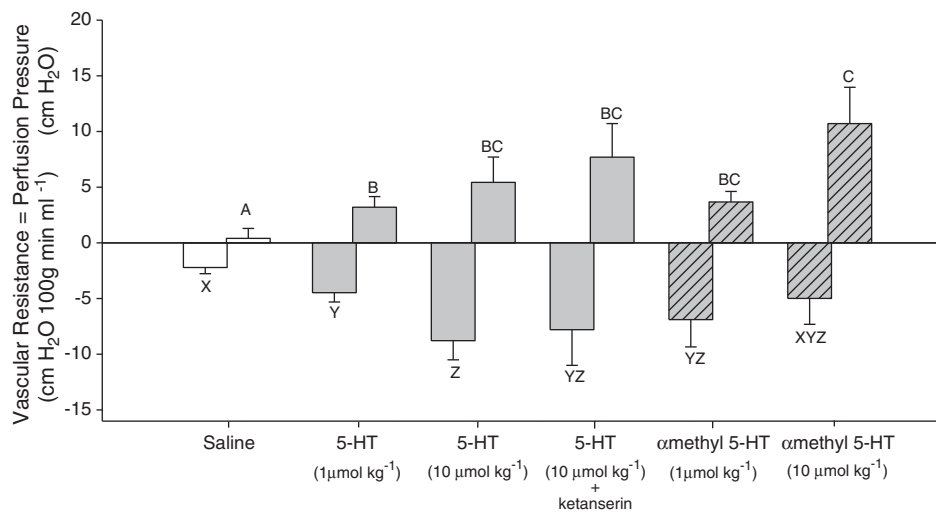 Vascular Resistance = Perfusion Pressure
(cm H₂O 100g min ml ⁻¹) (cm H₂O)
20
15
10
5
0
-5
-10
-15
A
B
BC
BC
BC
C
X
Y
Z
YZ
YZ
XYZ
Saline 5-HT 5-HT 5-HT αmethyl 5-HT αmethyl 5-HT
(1μmol kg⁻¹) (10 μmol kg⁻¹) (10 μmol kg⁻¹) (1μmol kg⁻¹) (10 μmol kg⁻¹)
+
ketanserin